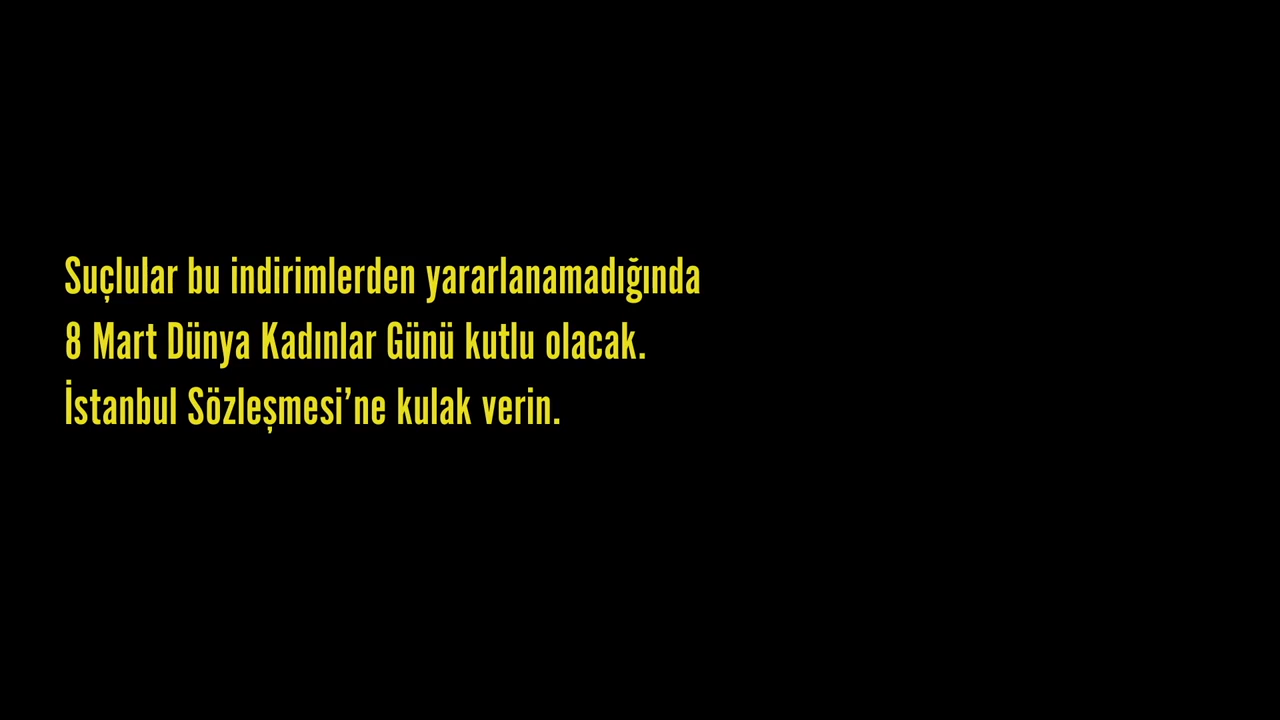 Suçlular bu indirimlerden yararlanamadığında
8 Mart Dünya Kadınlar Günü kutlu olacak.
İstanbul Sözleşmesi’ne kulak verin.